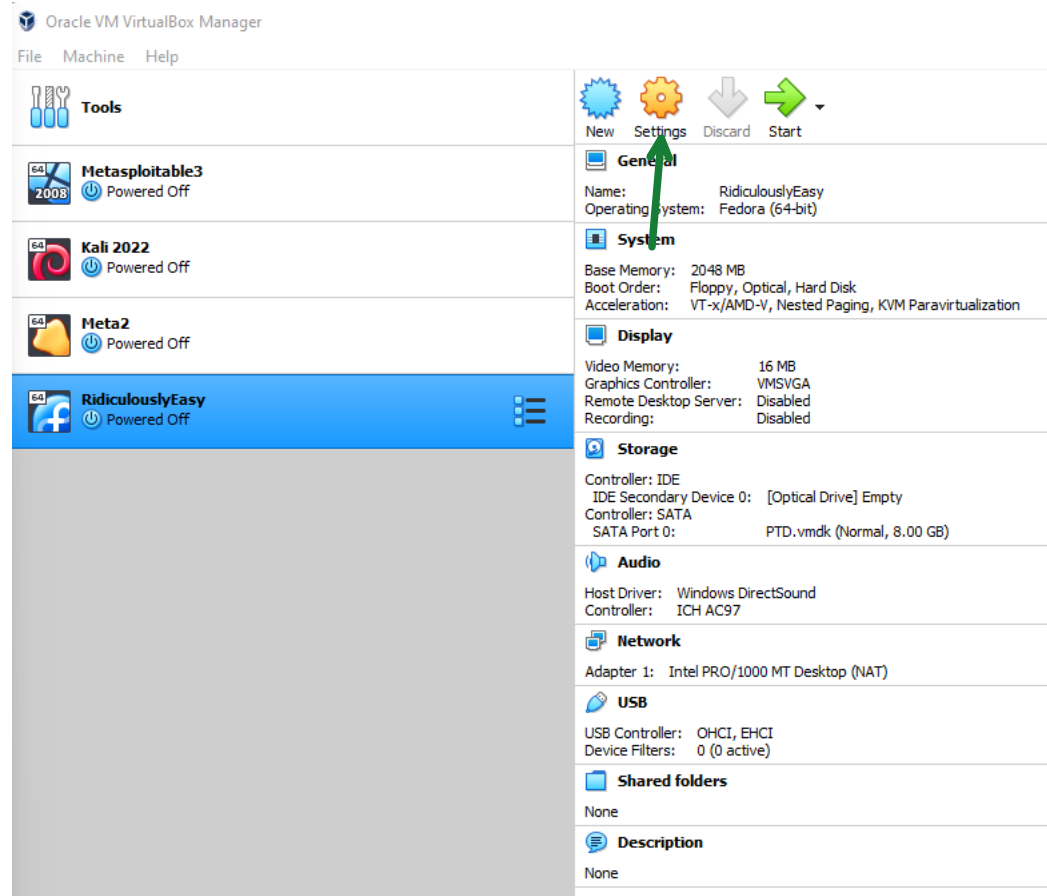 Oracle VM VirtualBox Manager
File Machine Help
Tools
64
2008
Metasploitable3
Powered Off
64
Kali 2022
Powered Off
64
Meta2
Powered Off
64
RidiculouslyEasy
Powered Off
New Settings Discard Start
General
Name: RidiculouslyEasy
Operating System: Fedora (64-bit)
System
Base Memory: 2048 MB
Boot Order: Floppy, Optical, Hard Disk
Acceleration: VT-x/AMD-V, Nested Paging, KVM Paravirtualization
Display
Video Memory: 16 MB
Graphics Controller: VMSVGA
Remote Desktop Server: Disabled
Recording: Disabled
Storage
Controller: IDE
IDE Secondary Device 0: [Optical Drive] Empty
Controller: SATA
SATA Port 0: PTD.vmdk (Normal, 8.00 GB)
Audio
Host Driver: Windows DirectSound
Controller: ICH AC97
Network
Adapter 1: Intel PRO/1000 MT Desktop (NAT)
USB
USB Controller: OHCI, EHCI
Device Filters: 0 (0 active)
Shared folders
None
Description
None